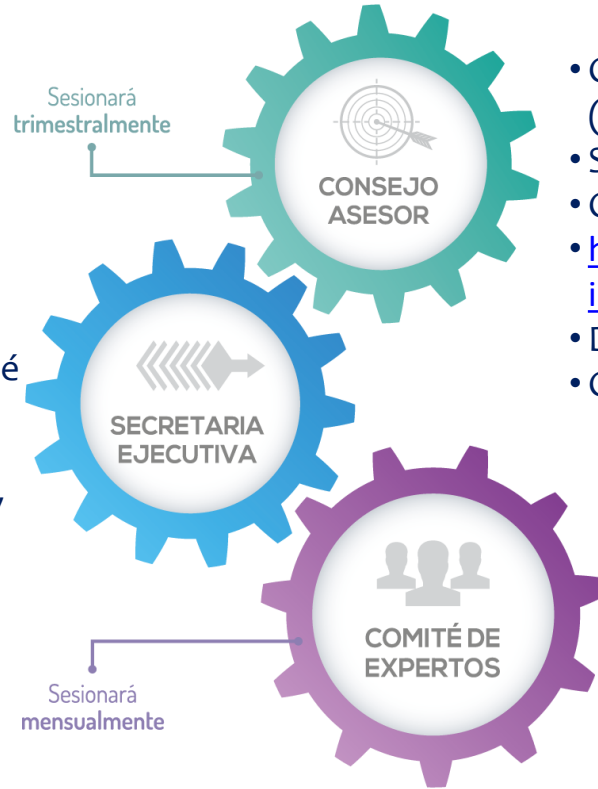 Sesionará
trimestralmente
CONSEJO
ASESOR
SECRETARIA
EJECUTIVA
COMITÉ DE
EXPERTOS
Sesionará
mensualmente